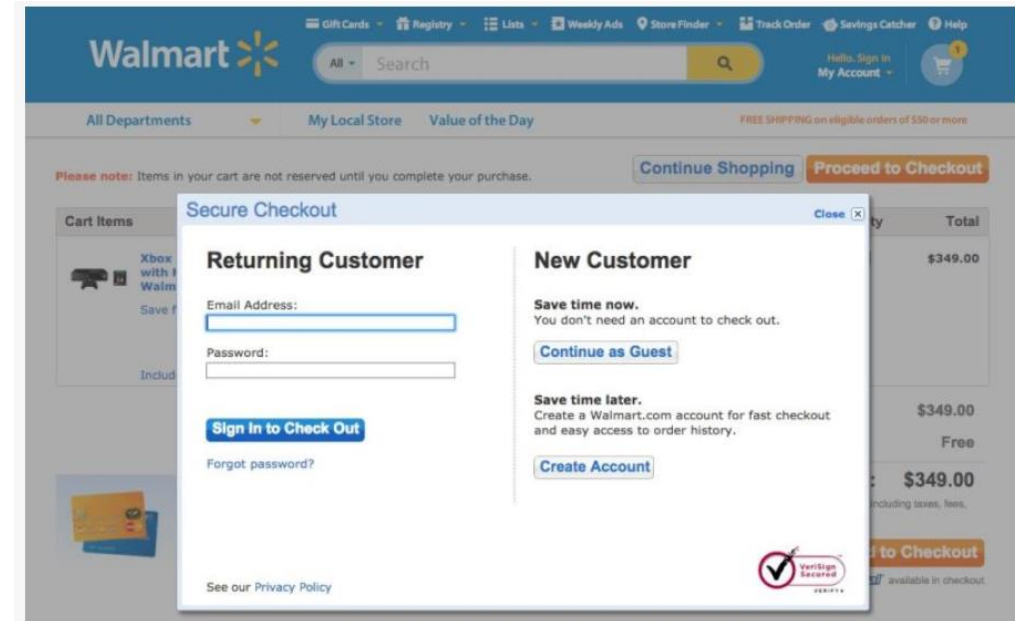 Gift Cards Registry Lists Weekly Ads Store Finder Track Order Savings Catcher Help
Walmart
All Search
Hello. Sign In
My Account
1
All Departments My Local Store Value of the Day FREE SHIPPING on eligible orders of $50 or more
Please note: Items in your cart are not reserved until you complete your purchase.
Continue Shopping Proceed to Checkout
Cart Items ty Total
Xbox
with
Walm
Save f
Includ
$349.00
Secure Checkout Close
Returning Customer
Email Address:
Password:
Sign In to Check Out
Forgot password?
New Customer
Save time now.
You don't need an account to check out.
Continue as Guest
Save time later.
Create a Walmart.com account for fast checkout
and easy access to order history.
Create Account
See our Privacy Policy
VeriSign
Secured
VERIFY
$349.00
Free
: $349.00
including taxes, fees,
to Checkout
available in checkout